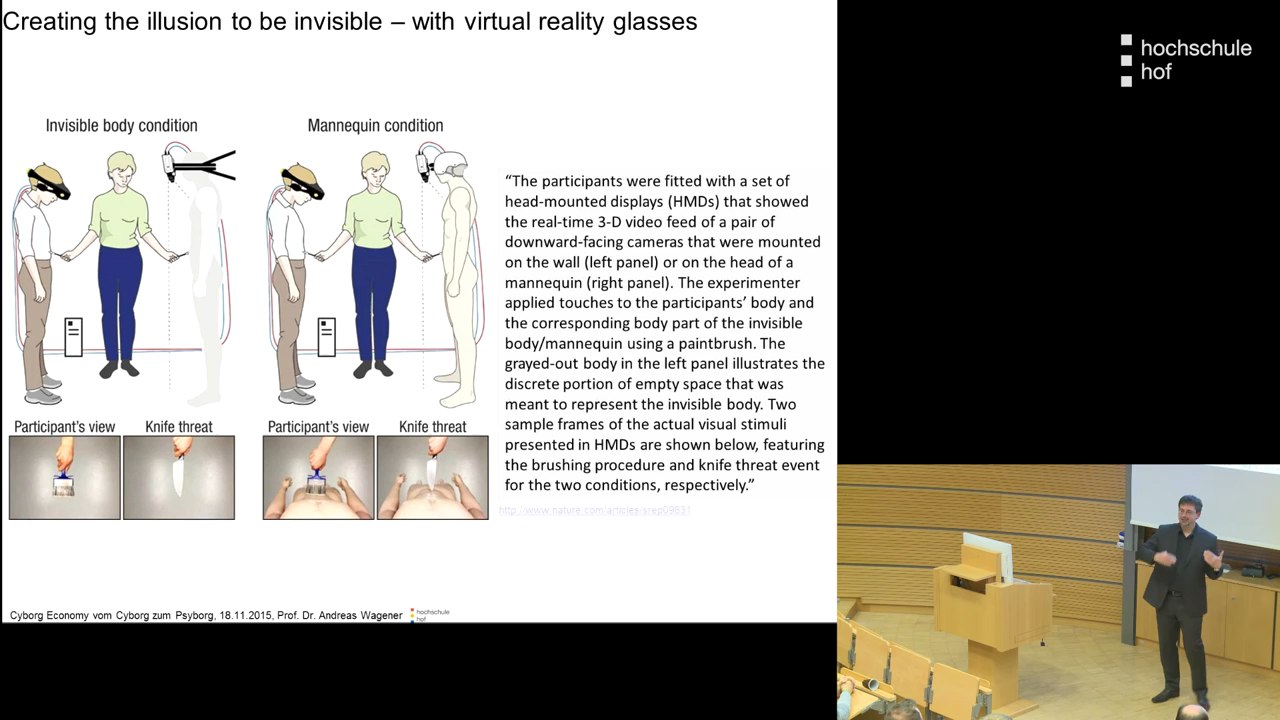 Creating the illusion to be invisible – with virtual reality glasses
hochschule
hof
Invisible body condition
Mannequin condition
“The participants were fitted with a set of
head-mounted displays (HMDs) that showed
the real-time 3-D video feed of a pair of
downward-facing cameras that were mounted
on the wall (left panel) or on the head of a
mannequin (right panel). The experimenter
applied touches to the participants’ body and
the corresponding body part of the invisible
body/mannequin using a paintbrush. The
grayed-out body in the left panel illustrates the
discrete portion of empty space that was
meant to represent the invisible body. Two
sample frames of the actual visual stimuli
presented in HMDs are shown below, featuring
the brushing procedure and knife threat event
for the two conditions, respectively.”
Participant’s view
Knife threat
Participant’s view
Knife threat
http://www.nature.com/articles/srep09831
Cyborg Economy vom Cyborg zum Psyborg, 18.11.2015, Prof. Dr. Andreas Wagener
hochschule
hof